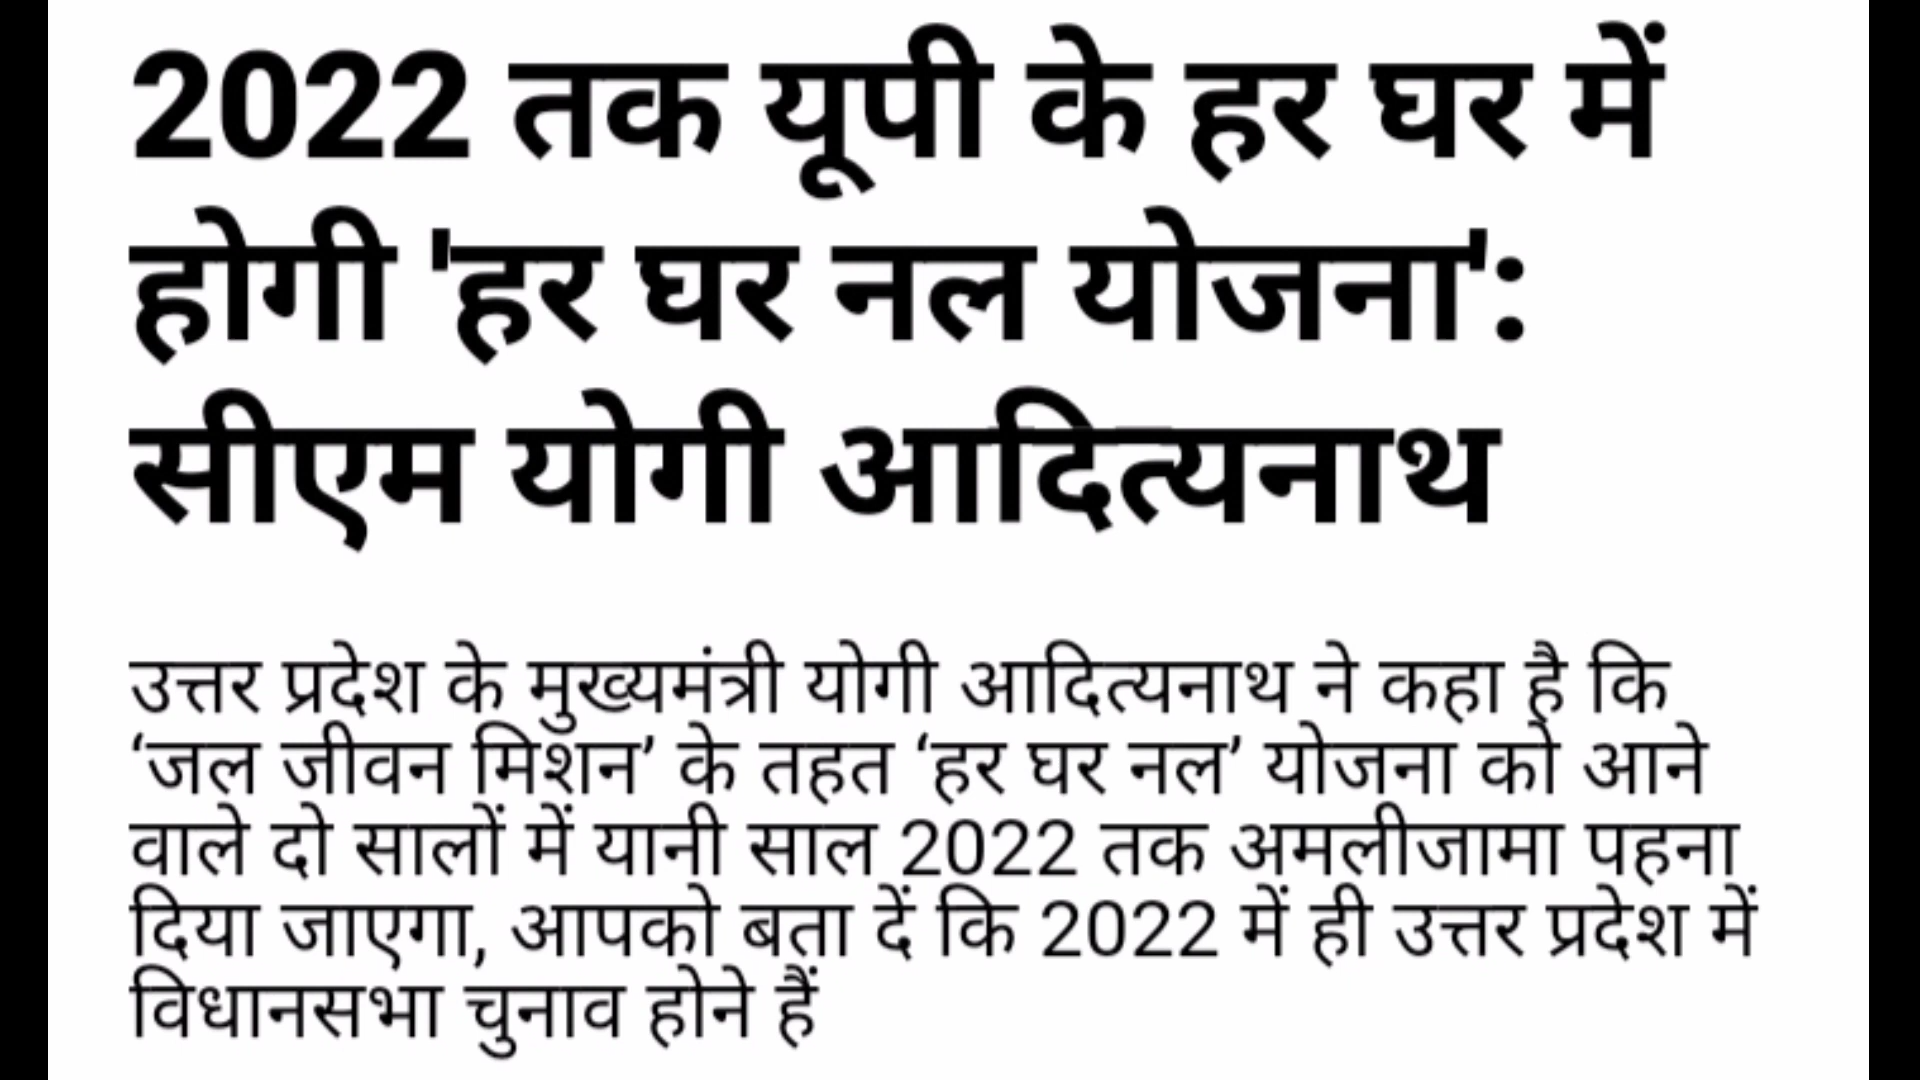 2022 तक यूपी के हर घर में
होगी 'हर घर नल योजना':
सीएम योगी आदित्यनाथ
उत्तर प्रदेश के मुख्यमंत्री योगी आदित्यनाथ ने कहा है कि
‘जल जीवन मिशन’ के तहत ‘हर घर नल’ योजना को आने
वाले दो सालों में यानी साल 2022 तक अमलीजामा पहना
दिया जाएगा, आपको बता दें कि 2022 में ही उत्तर प्रदेश में
विधानसभा चुनाव होने हैं